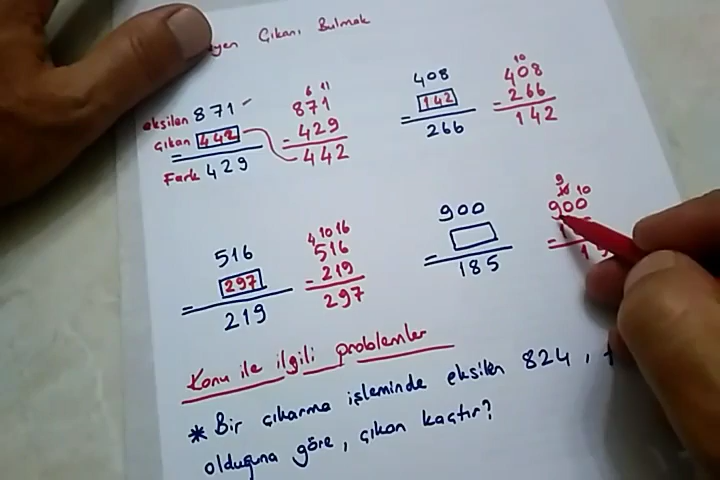 Çıkanı Bulmak
eksilen 871
çıkan 442
Fark 429
6 11
871
- 429
442
408
142
266
10
408
- 266
142
516
297
219
4 10 16
516
- 219
297
900
185
9
10 10
900
Konu ile ilgili problemler
* Bir çıkarma işleminde eksilen 824,
olduğuna göre, çıkan kaçtır?